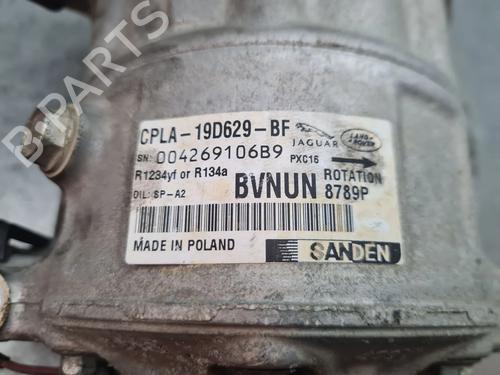 CPLA-19D629-BF
JAGUAR
LAND-ROVER
SN: 004269106B9
PXC16
R1234yf or R134a
BVNUN
ROTATION
OIL: SP-A2
8789P
MADE IN POLAND
SANDEN